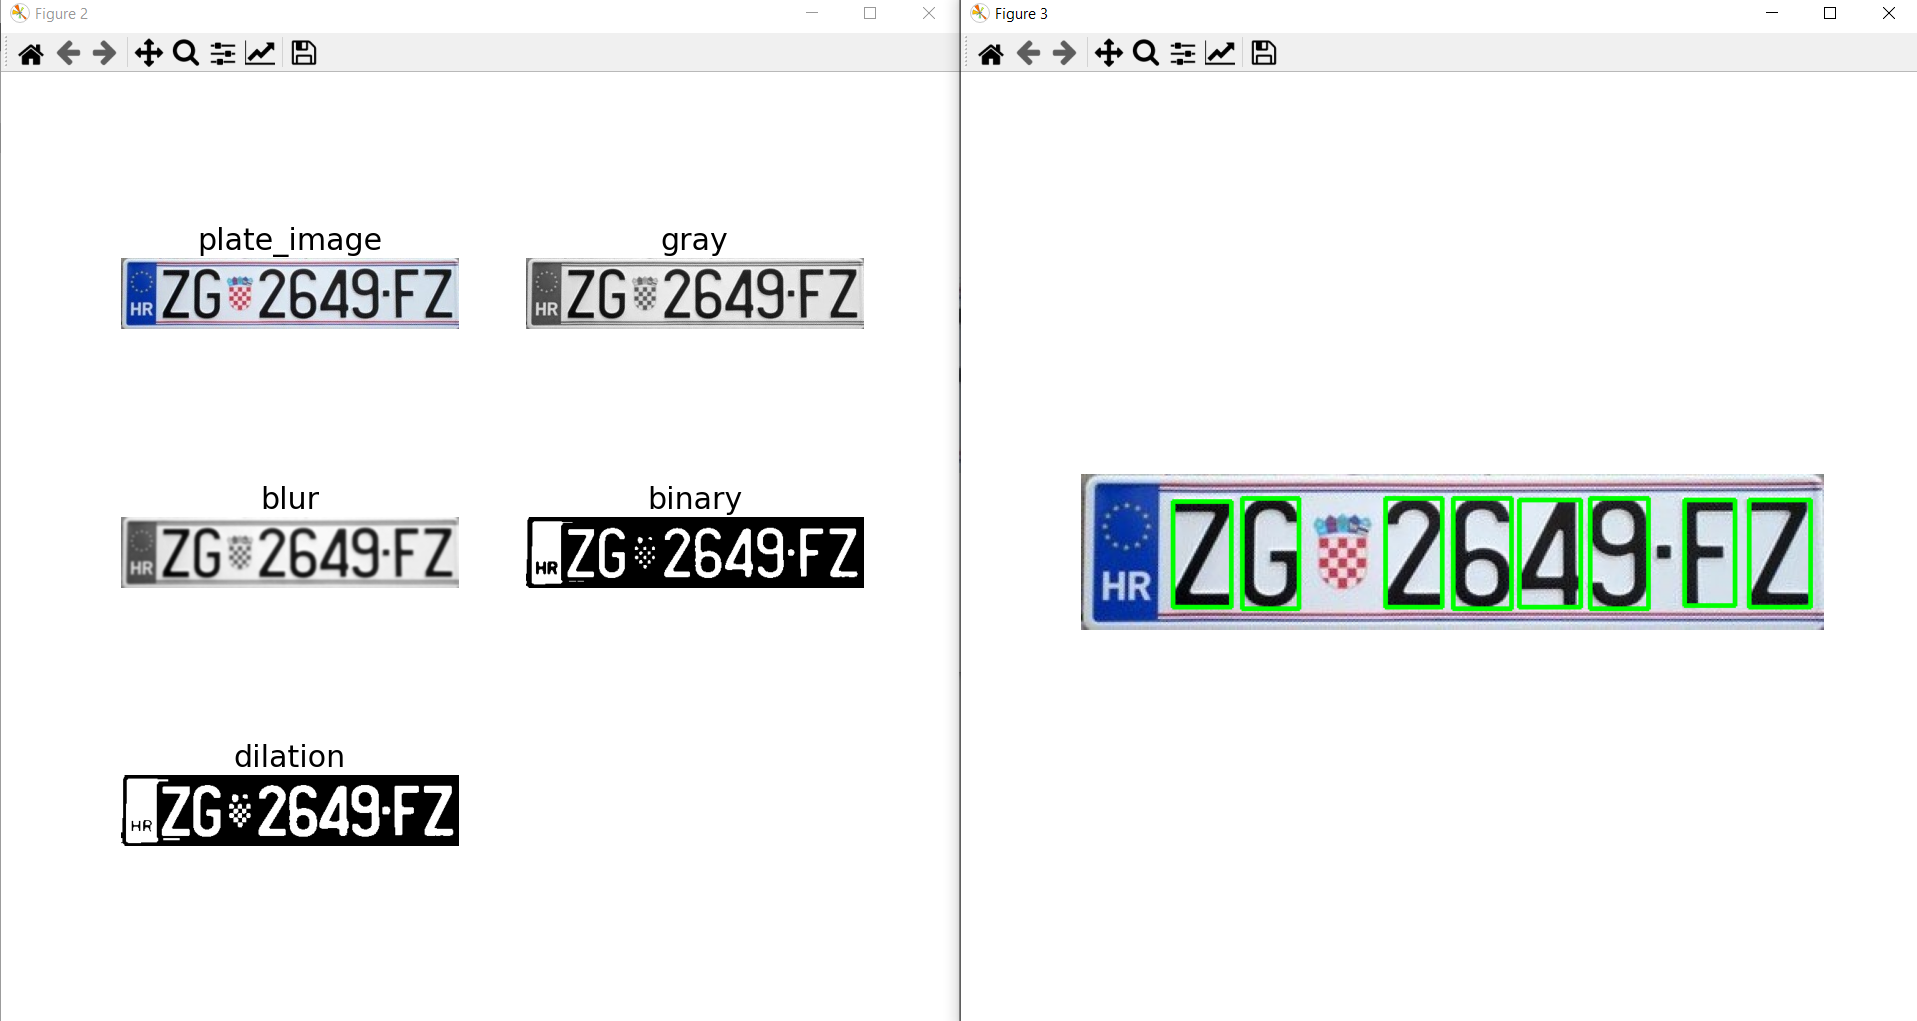 Figure 2
plate_image
HR ZG 2649·FZ
gray
HR ZG 2649·FZ
blur
HR ZG 2649·FZ
binary
HR ZG 2649·FZ
dilation
HR ZG 2649·FZ
Figure 3
HR ZG 2649·FZ